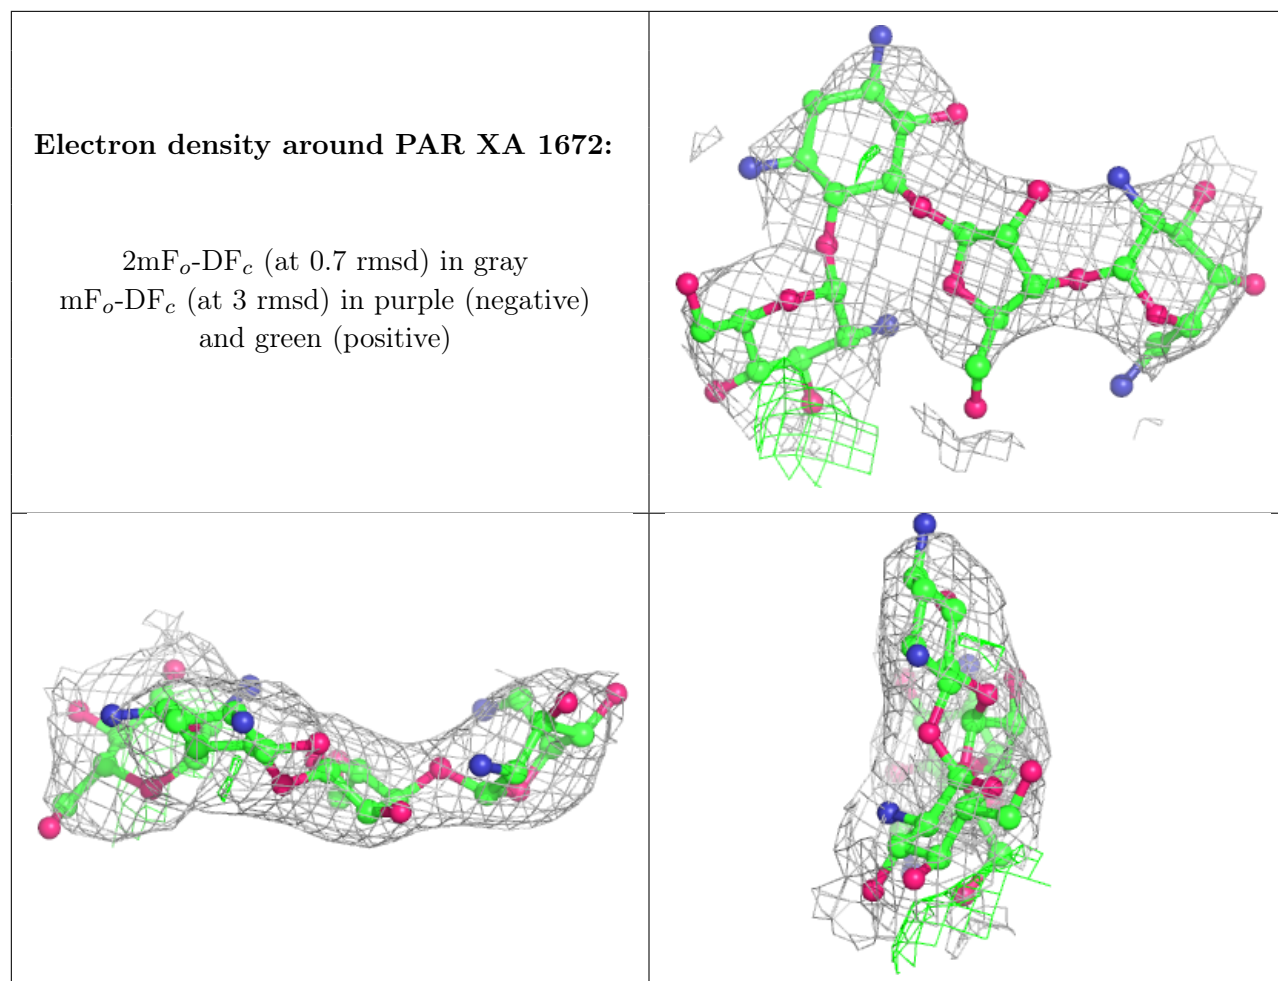 Electron density around PAR XA 1672:
2mFo-DFc (at 0.7 rmsd) in gray
mFo-DFc (at 3 rmsd) in purple (negative)
and green (positive)